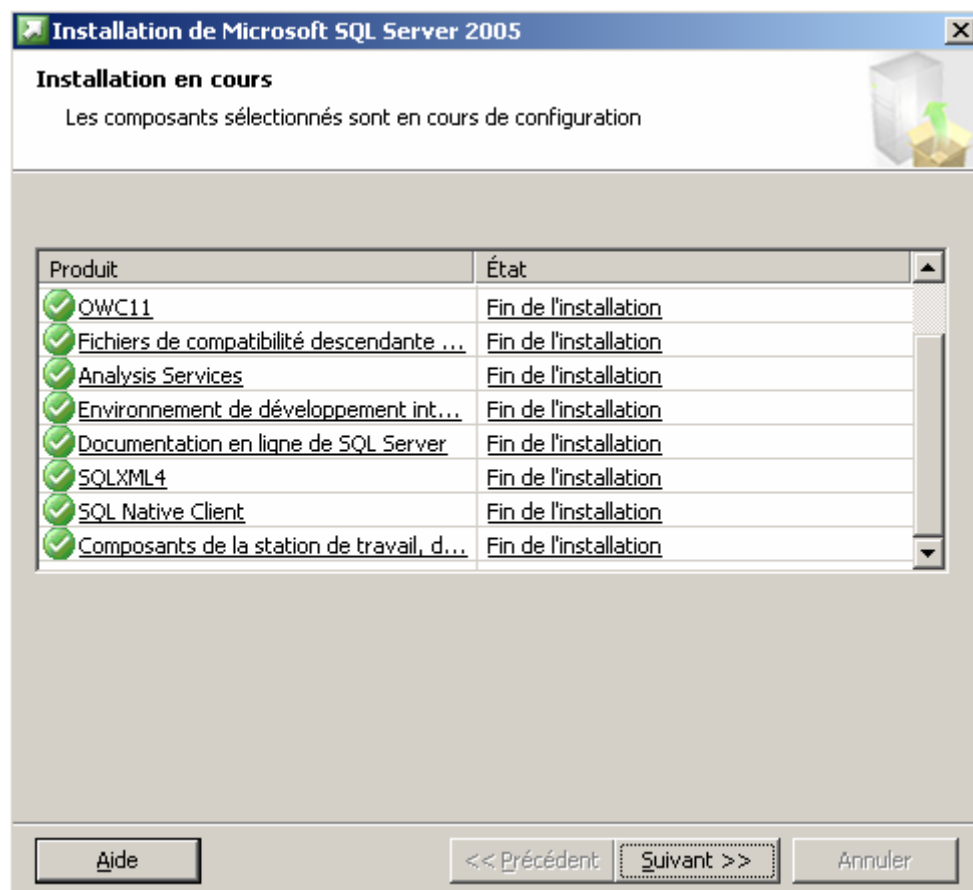 Installation de Microsoft SQL Server 2005
Installation en cours
Les composants sélectionnés sont en cours de configuration
Produit État
OWC11 Fin de l'installation
Fichiers de compatibilité descendante ... Fin de l'installation
Analysis Services Fin de l'installation
Environnement de développement int... Fin de l'installation
Documentation en ligne de SQL Server Fin de l'installation
SQLXML4 Fin de l'installation
SQL Native Client Fin de l'installation
Composants de la station de travail, d... Fin de l'installation
Aide << Précédent Suivant >> Annuler